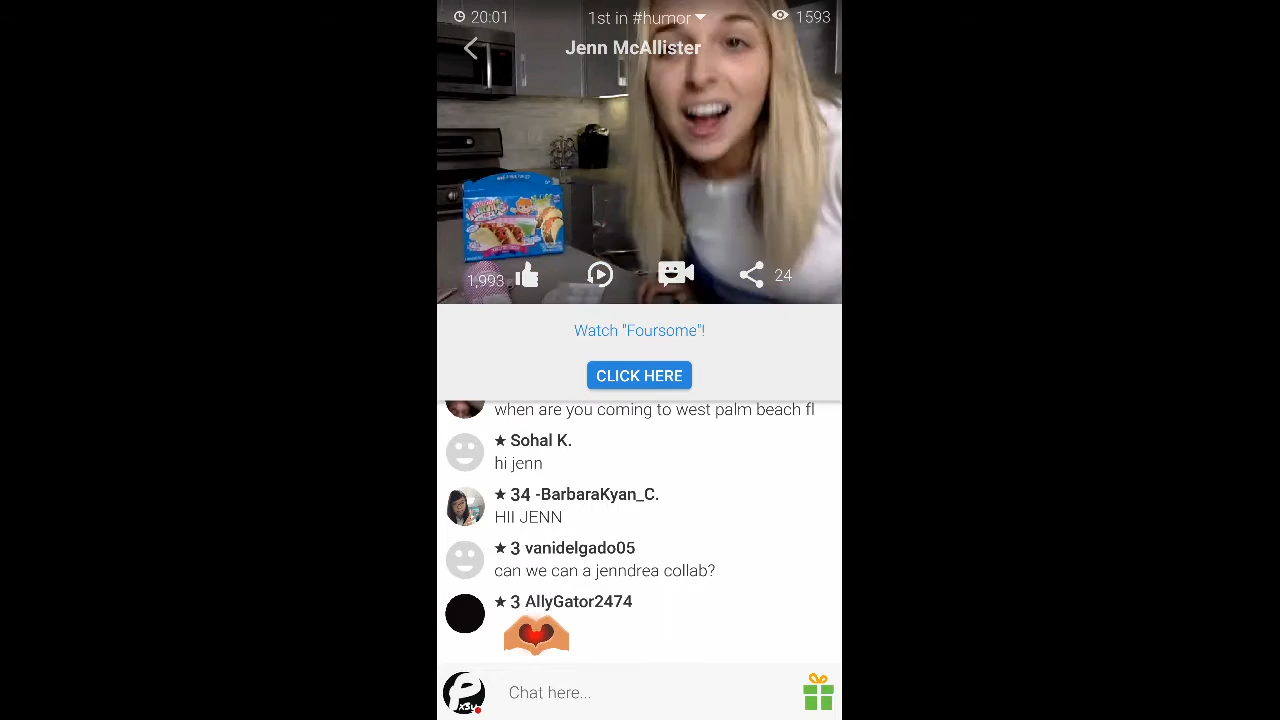 20:01
1st in #humor
1593
Jenn McAllister
1,993
24
Watch "Foursome"!
CLICK HERE
when are you coming to west palm beach fl
★ Sohal K.
hi jenn
★ 34 -BarbaraKyan_C.
HII JENN
★ 3 vanidelgado05
can we can a jenndrea collab?
★ 3 AllyGator2474
Chat here...